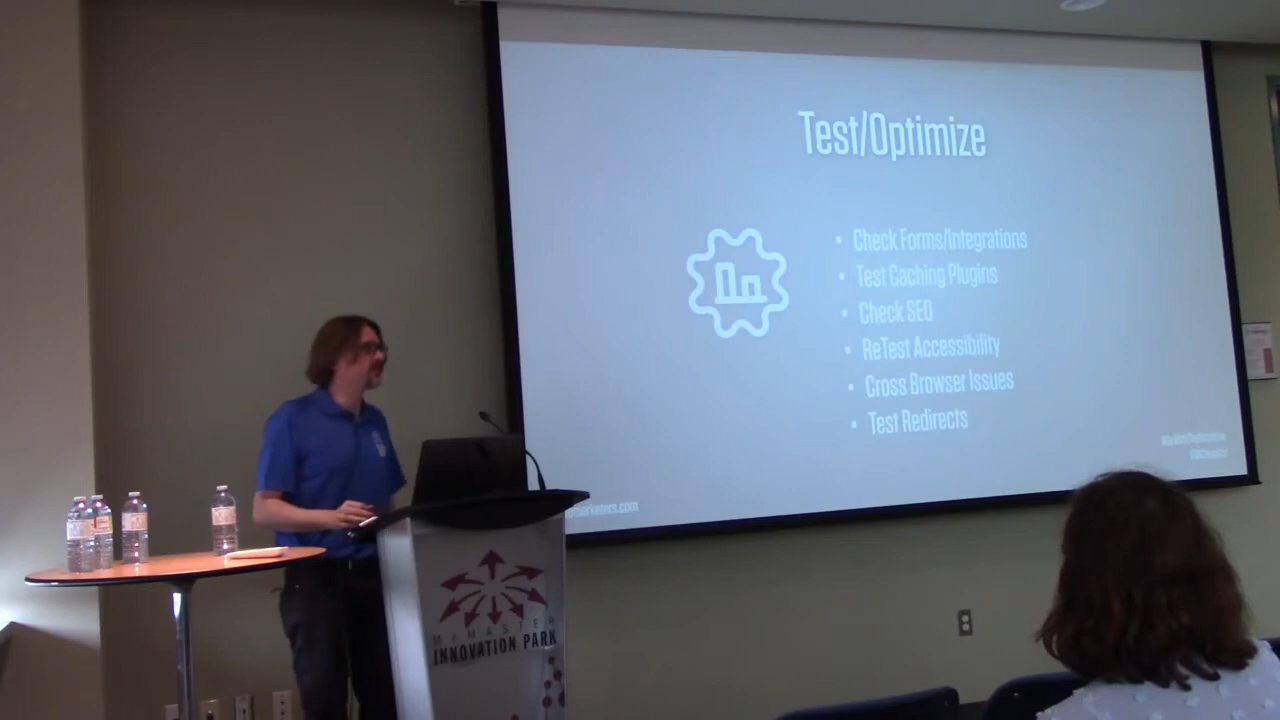 Test/Optimize
• Check Forms/Integrations
• Test Caching Plugins
• Check SEO
• ReTest Accessibility
• Cross Browser Issues
• Test Redirects
McMASTER
INNOVATION PARK